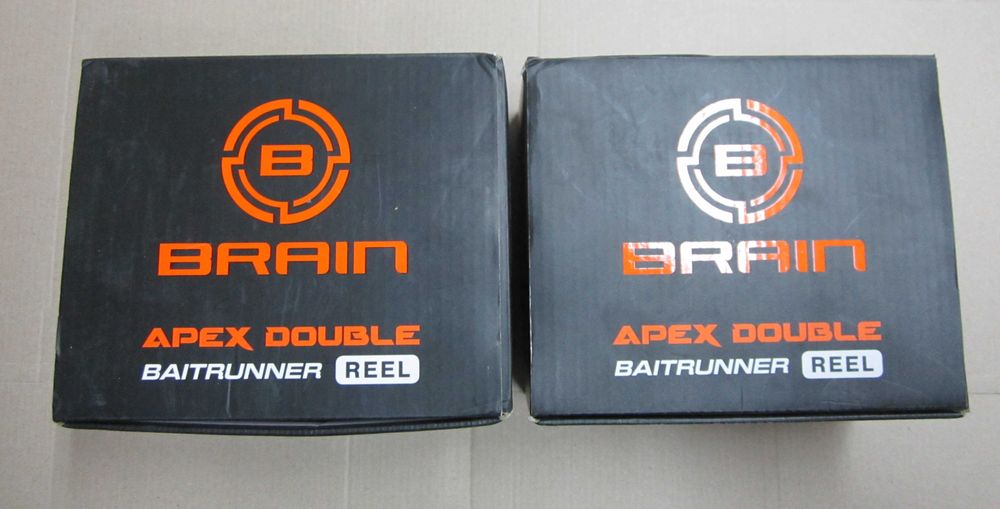 B
BRAIN
APEX DOUBLE
BAITRUNNER REEL
B
BRAIN
APEX DOUBLE
BAITRUNNER REEL